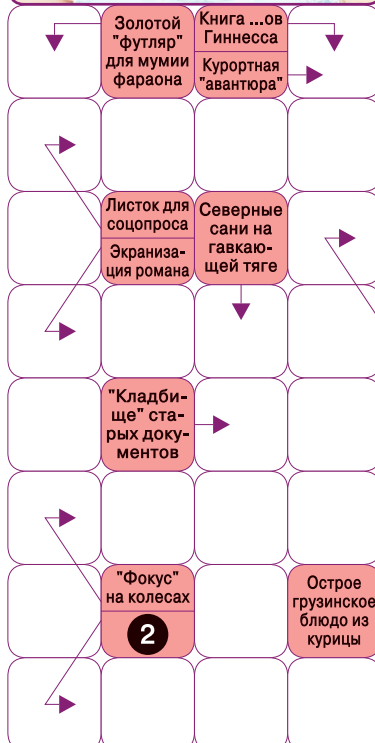 Золотой
"футляр"
для мумии
фараона
Книга ...ов
Гиннесса
Курортная
"авантюра"
Листок для
соцопроса
Экраниза-
ция романа
Северные
сани на
гавкаю-
щей тяге
"Кладби-
ще" ста-
рых доку-
ментов
"Фокус"
на колесах
2
Острое
грузинское
блюдо из
курицы